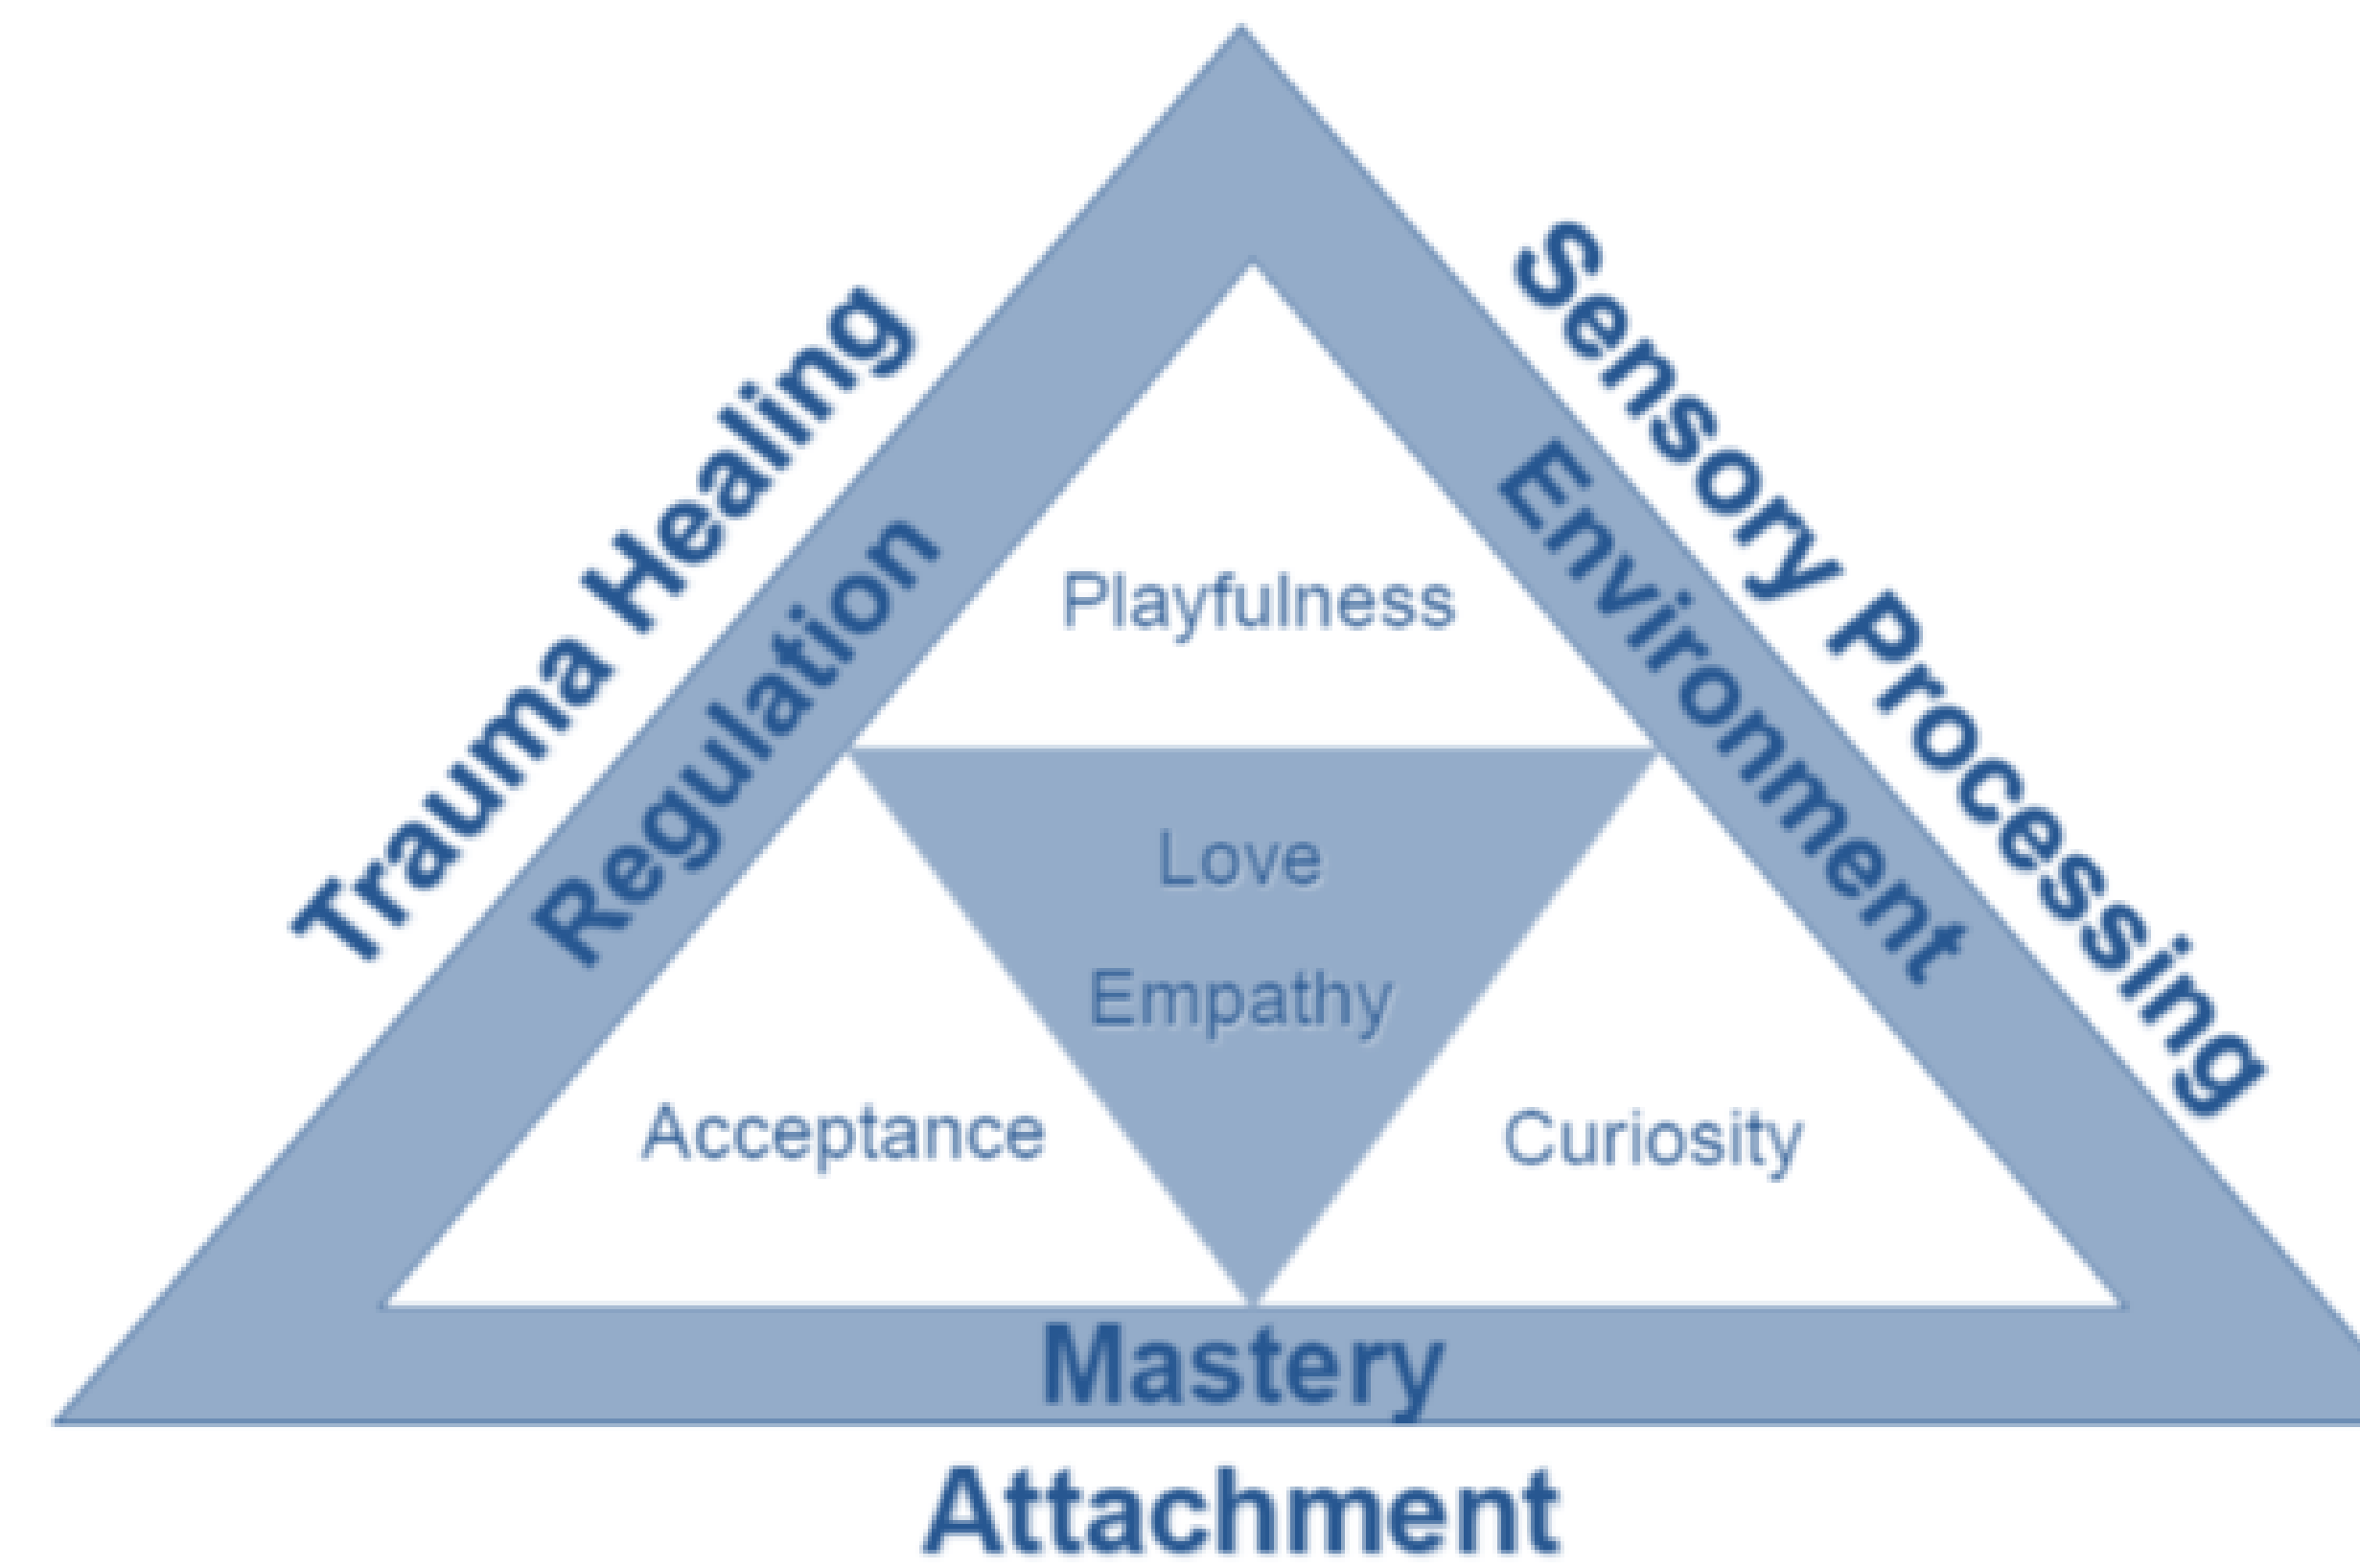 Trauma Healing
Sensory Processing
Regulation
Environment
Playfulness
Love
Empathy
Acceptance
Curiosity
Mastery
Attachment